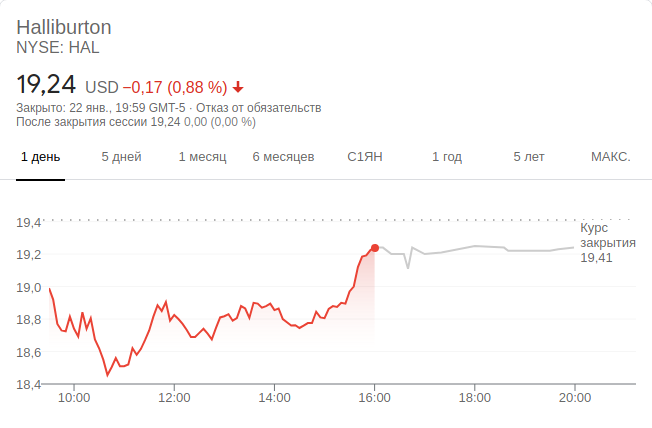 Halliburton
NYSE: HAL
19,24 USD −0,17 (0,88 %)
Закрыто: 22 янв., 19:59 GMT-5 · Отказ от обязательств
После закрытия сессии 19,24 0,00 (0,00 %)
1 день 5 дней 1 месяц 6 месяцев С1ЯН 1 год 5 лет МАКС.
19,4
Курс
закрытия
19,41
19,2
19,0
18,8
18,6
18,4
10:00 12:00 14:00 16:00 18:00 20:00